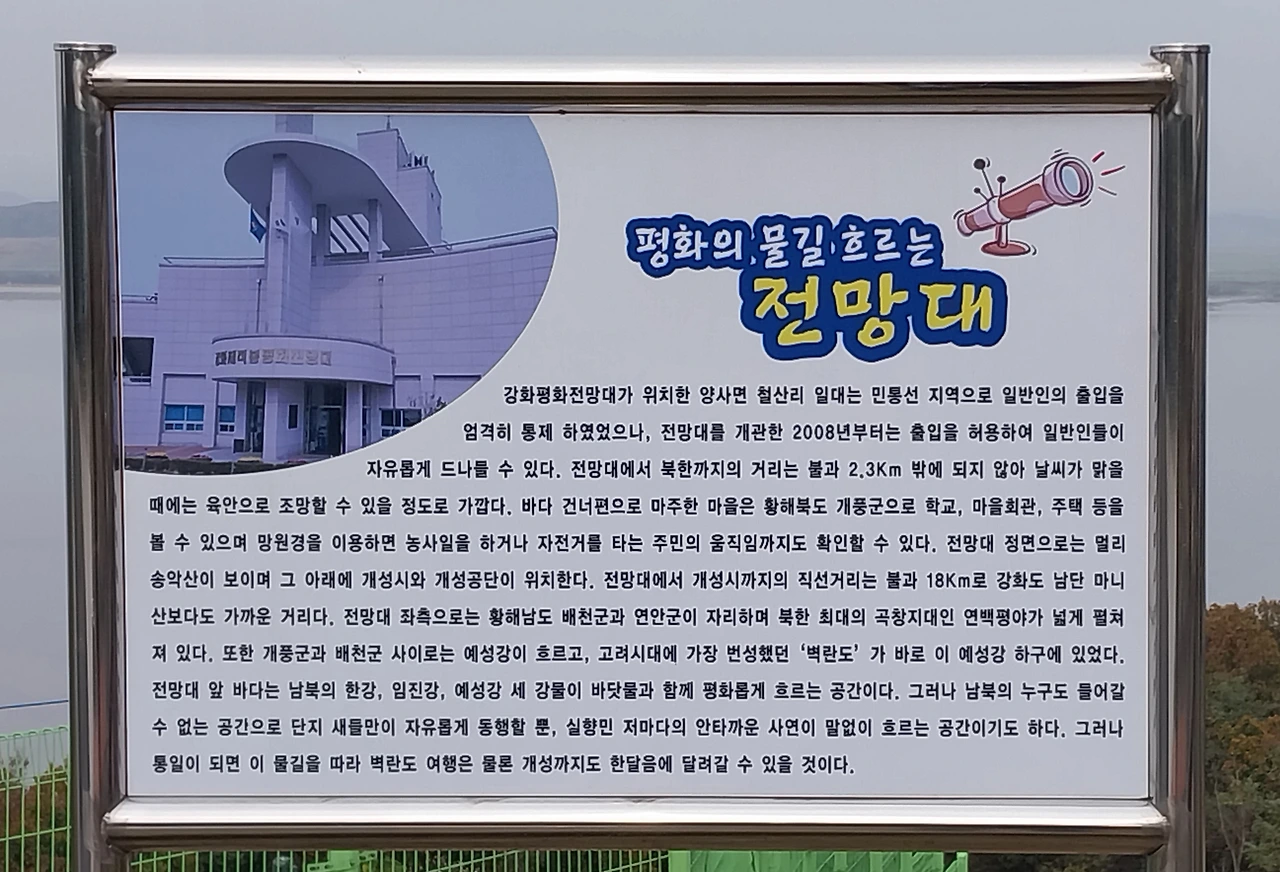 평화의 물길 흐르는
전망대
강화평화전망대가 위치한 양사면 철산리 일대는 민통선 지역으로 일반인의 출입을
엄격히 통제 하였었으나, 전망대를 개관한 2008년부터는 출입을 허용하여 일반인들이
자유롭게 드나들 수 있다. 전망대에서 북한까지의 거리는 불과 2.3Km 밖에 되지 않아 날씨가 맑을
때에는 육안으로 조망할 수 있을 정도로 가깝다. 바다 건너편으로 마주한 마을은 황해북도 개풍군으로 학교, 마을회관, 주택 등을
볼 수 있으며 망원경을 이용하면 농사일을 하거나 자전거를 타는 주민의 움직임까지도 확인할 수 있다. 전망대 정면으로는 멀리
송악산이 보이며 그 아래에 개성시와 개성공단이 위치한다. 전망대에서 개성시까지의 직선거리는 불과 18Km로 강화도 남단 마니
산보다도 가까운 거리다. 전망대 좌측으로는 황해남도 배천군과 연안군이 자리하며 북한 최대의 곡창지대인 연백평야가 넓게 펼쳐
져 있다. 또한 개풍군과 배천군 사이로는 예성강이 흐르고, 고려시대에 가장 번성했던 ‘벽란도’ 가 바로 이 예성강 하구에 있었다.
전망대 앞 바다는 남북의 한강, 임진강, 예성강 세 강물이 바닷물과 함께 평화롭게 흐르는 공간이다. 그러나 남북의 누구도 들어갈
수 없는 공간으로 단지 새들만이 자유롭게 동행할 뿐, 실향민 저마다의 안타까운 사연이 말없이 흐르는 공간이기도 하다. 그러나
통일이 되면 이 물길을 따라 벽란도 여행은 물론 개성까지도 한달음에 달려갈 수 있을 것이다.